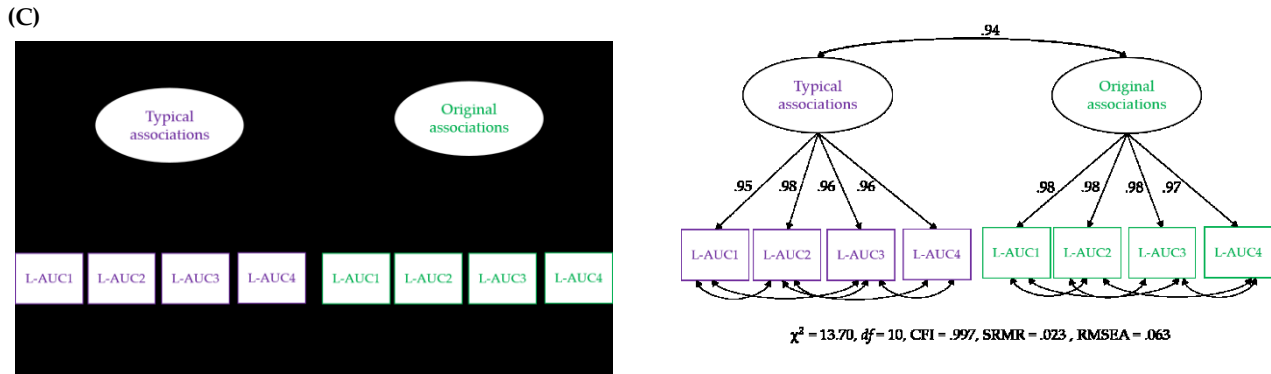 (C)
Typical
associations
Original
associations
L-AUC1 L-AUC2 L-AUC3 L-AUC4 L-AUC1 L-AUC2 L-AUC3 L-AUC4
.94
Typical
associations
Original
associations
.95 .98 .96 .96 .98 .98 .98 .97
L-AUC1 L-AUC2 L-AUC3 L-AUC4 L-AUC1 L-AUC2 L-AUC3 L-AUC4
χ² = 13.70, df = 10, CFI = .997, SRMR = .023 , RMSEA = .063